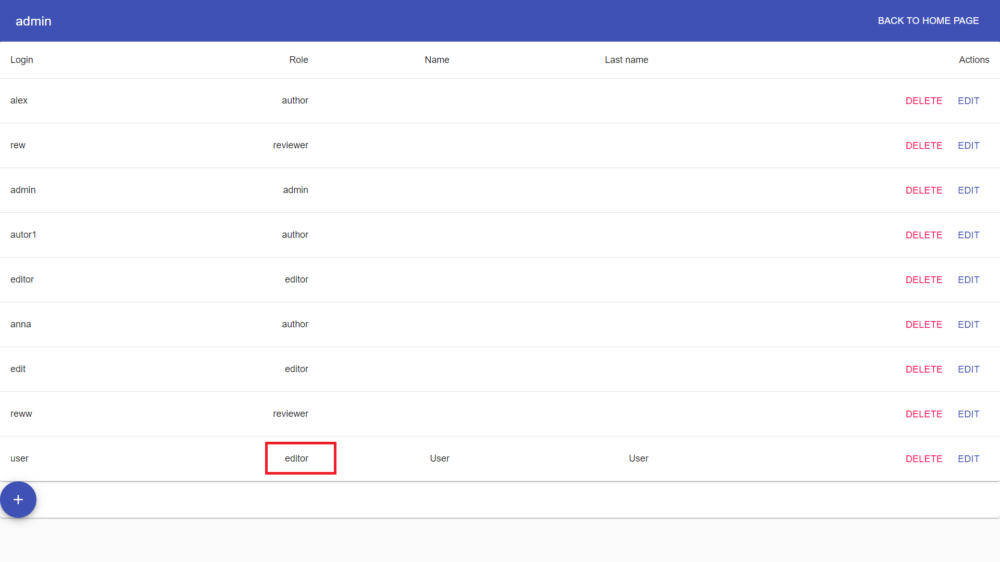 admin BACK TO HOME PAGE
Login Role Name Last name Actions
alex author DELETE EDIT
rew reviewer DELETE EDIT
admin admin DELETE EDIT
autor1 author DELETE EDIT
editor editor DELETE EDIT
anna author DELETE EDIT
edit editor DELETE EDIT
reww reviewer DELETE EDIT
user editor User User DELETE EDIT
+